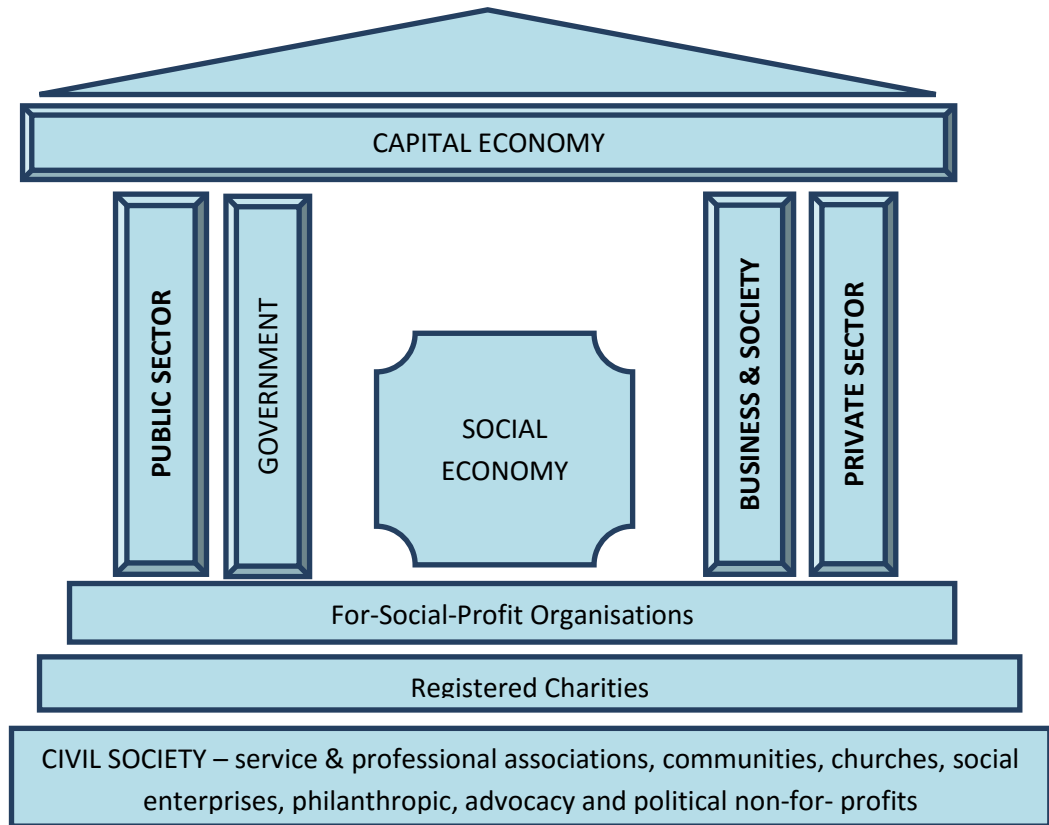 CAPITAL ECONOMY
PUBLIC SECTOR
GOVERNMENT
SOCIAL
ECONOMY
BUSINESS & SOCIETY
PRIVATE SECTOR
For-Social-Profit Organisations
Registered Charities
CIVIL SOCIETY – service & professional associations, communities, churches, social
enterprises, philanthropic, advocacy and political non-for- profits